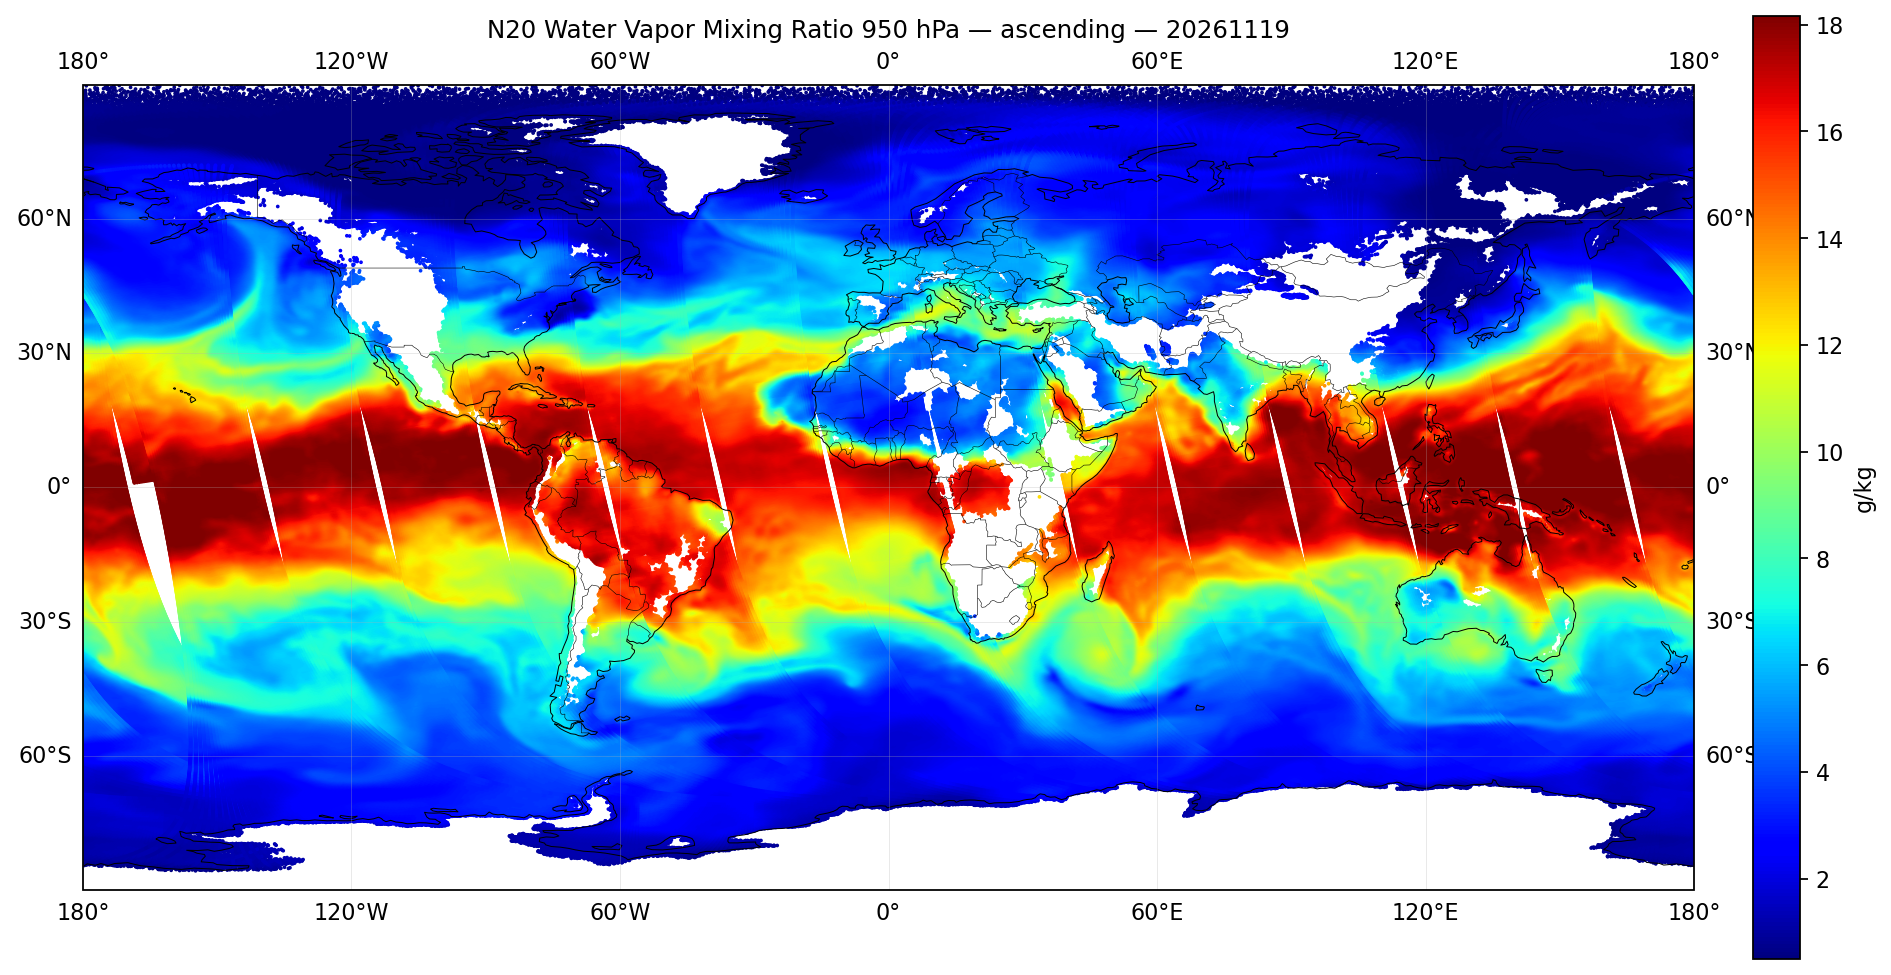 N20 Water Vapor Mixing Ratio 950 hPa — ascending — 20261119
180° 120°W 60°W 0° 60°E 120°E 180°
60°N 60°N
30°N 30°N
0° 0°
30°S 30°S
60°S 60°S
180° 120°W 60°W 0° 60°E 120°E 180°
18
16
14
12
10
8
6
4
2
g/kg